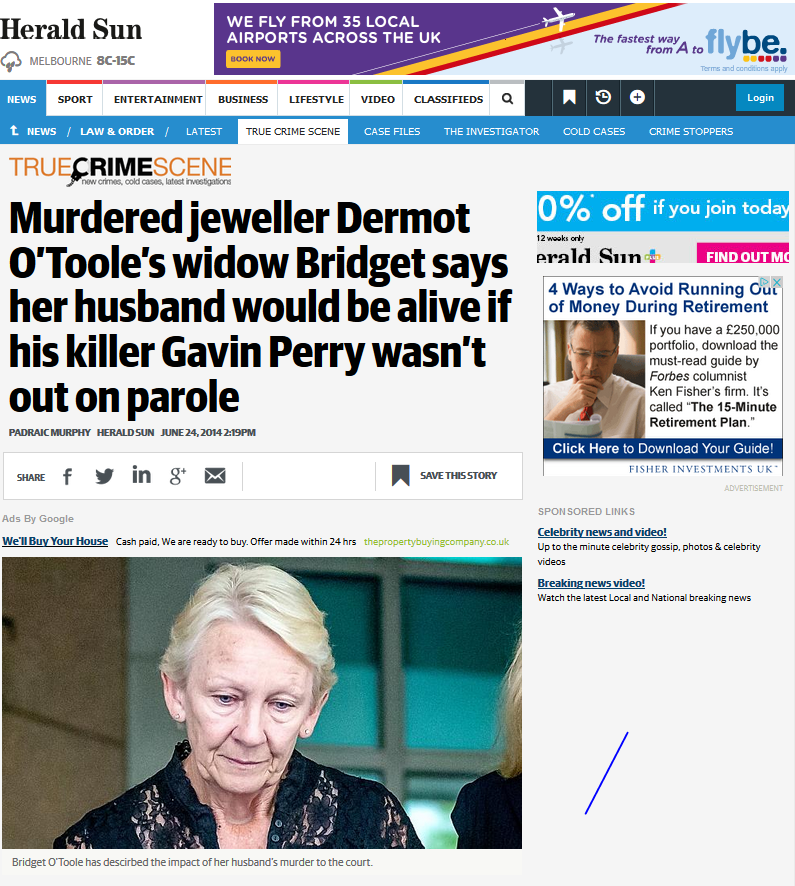 Herald Sun
MELBOURNE 8C-15C
WE FLY FROM 35 LOCAL
AIRPORTS ACROSS THE UK
BOOK NOW
The fastest way
from A to
flybe.
Terms and conditions apply
NEWS SPORT ENTERTAINMENT BUSINESS LIFESTYLE VIDEO CLASSIFIEDS Login
NEWS / LAW & ORDER / LATEST TRUE CRIME SCENE CASE FILES THE INVESTIGATOR COLD CASES CRIME STOPPERS
TRUECRIMESCENE
new crimes, cold cases, latest investigations
Murdered jeweller Dermot
O'Toole's widow Bridget says
her husband would be alive if
his killer Gavin Perry wasn't
out on parole
PADRAIC MURPHY HERALD SUN JUNE 24, 2014 2:19PM
SHARE SAVE THIS STORY
Ads By Google
We'll Buy Your House Cash paid, We are ready to buy. Offer made within 24 hrs thepropertybuyingcompany.co.uk
Bridget O'Toole has descirbed the impact of her husband's murder to the court.
0%* off if you join today
12 weeks only
erald Sun PLUS FIND OUT MO
4 Ways to Avoid Running Out
of Money During Retirement
If you have a £250,000
portfolio, download the
must-read guide by
Forbes columnist
Ken Fisher's firm. It's
called "The 15-Minute
Retirement Plan."
Click Here to Download Your Guide!
FISHER INVESTMENTS UK™
ADVERTISEMENT
SPONSORED LINKS
Celebrity news and video!
Up to the minute celebrity gossip, photos & celebrity
videos
Breaking news video!
Watch the latest Local and National breaking news